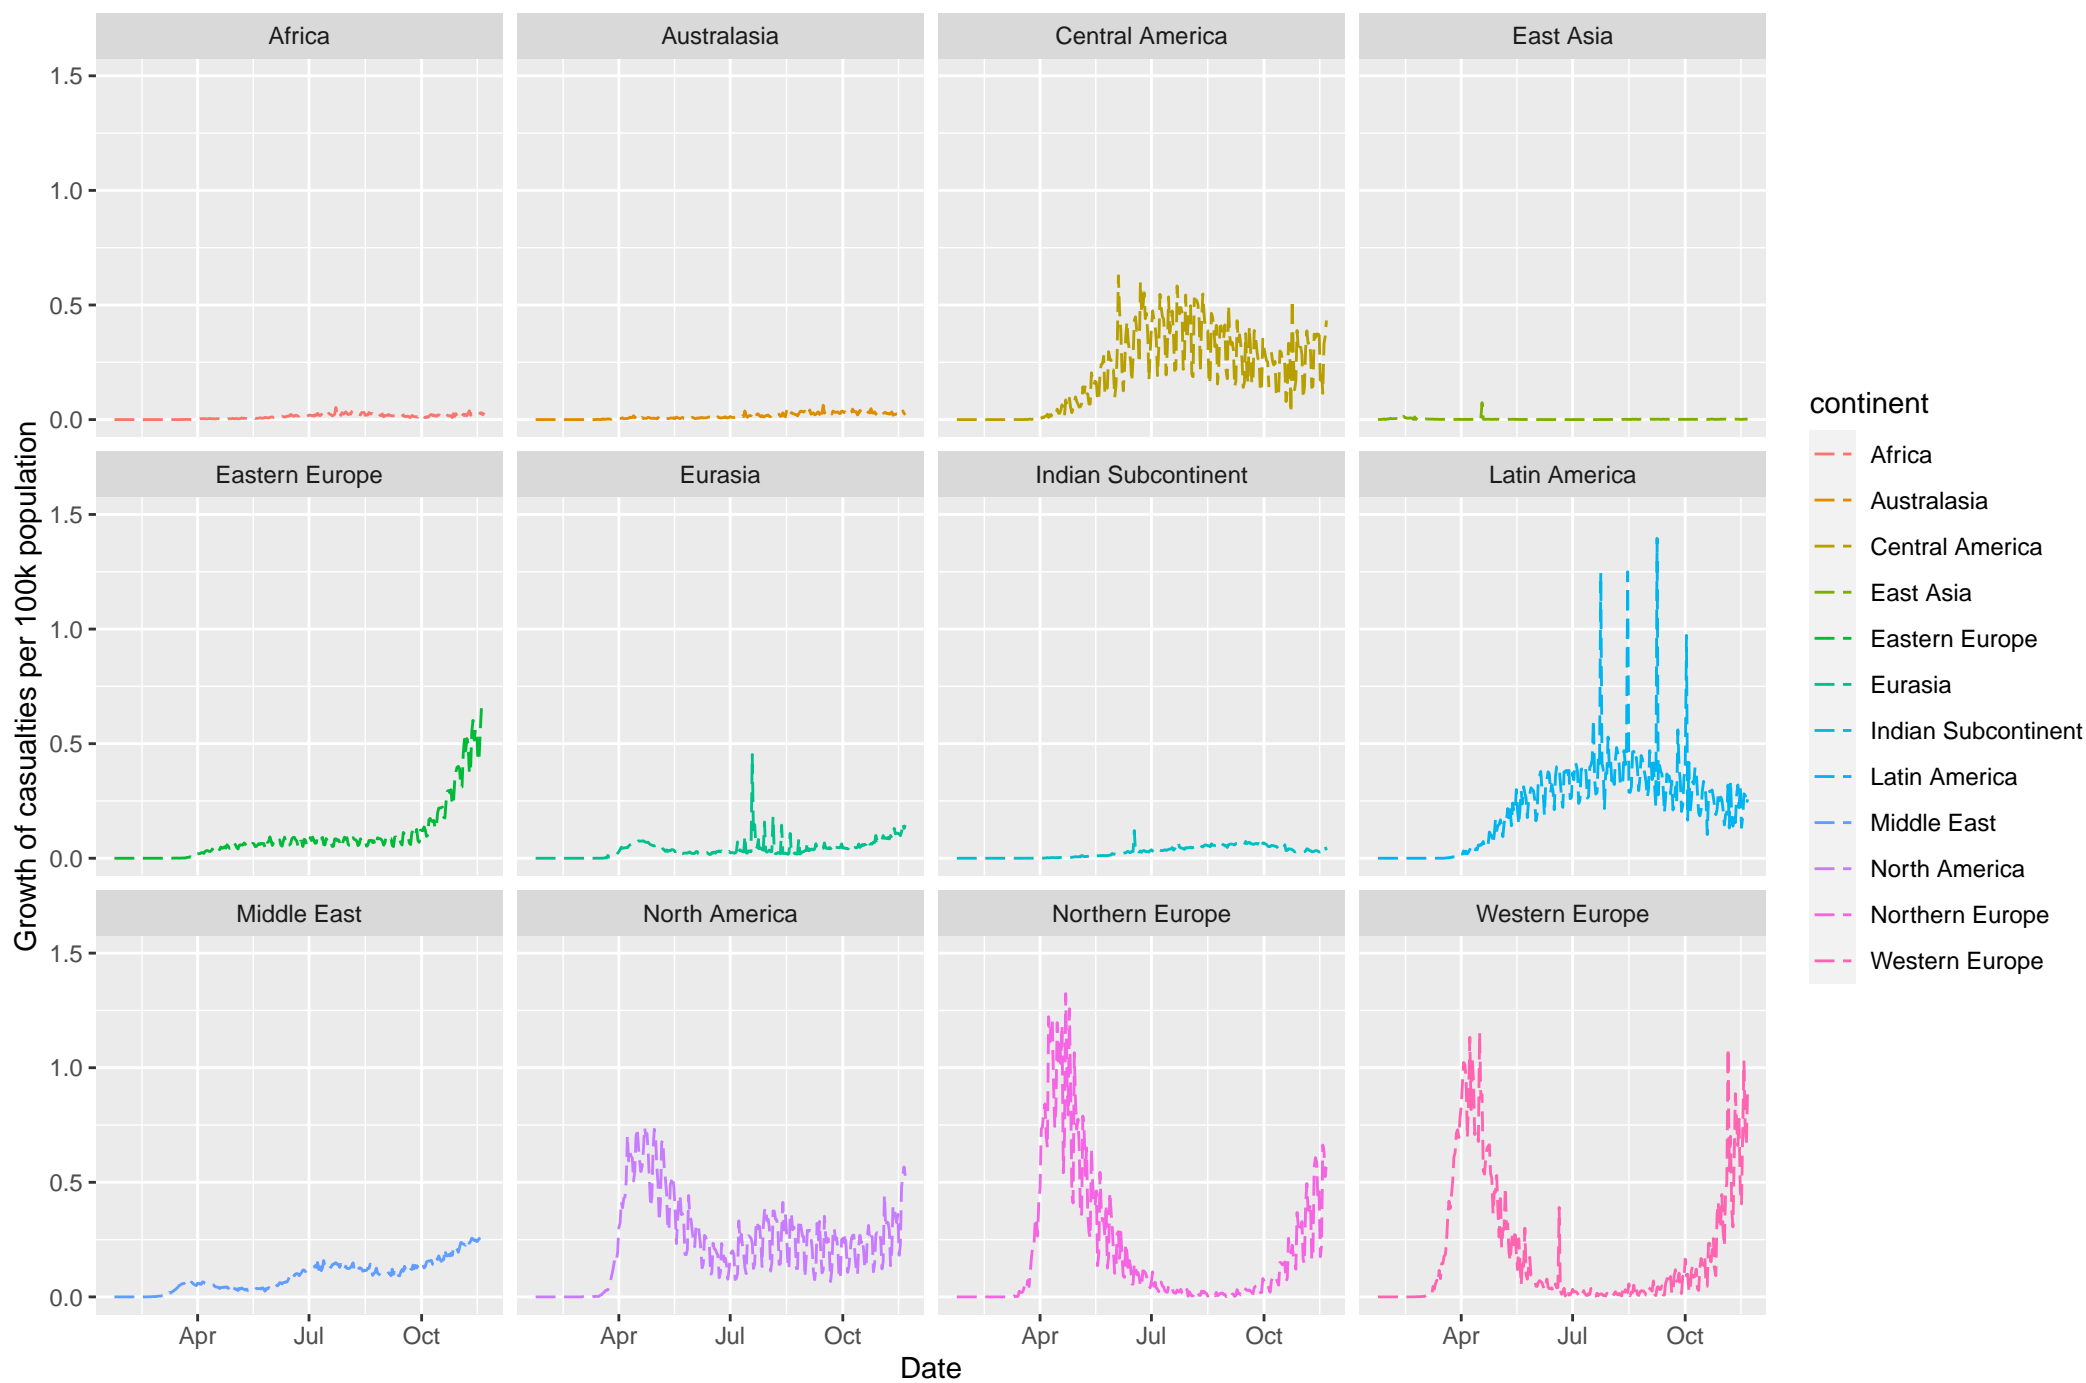 Africa
Australasia
Central America
East Asia
1.5
1.0
0.5
0.0
Eastern Europe
Eurasia
Indian Subcontinent
Latin America
1.5
1.0
0.5
0.0
Middle East
North America
Northern Europe
Western Europe
1.5
1.0
0.5
0.0
Apr Jul Oct
Apr Jul Oct
Apr Jul Oct
Apr Jul Oct
Date
Growth of casualties per 100k population
continent
Africa
Australasia
Central America
East Asia
Eastern Europe
Eurasia
Indian Subcontinent
Latin America
Middle East
North America
Northern Europe
Western Europe